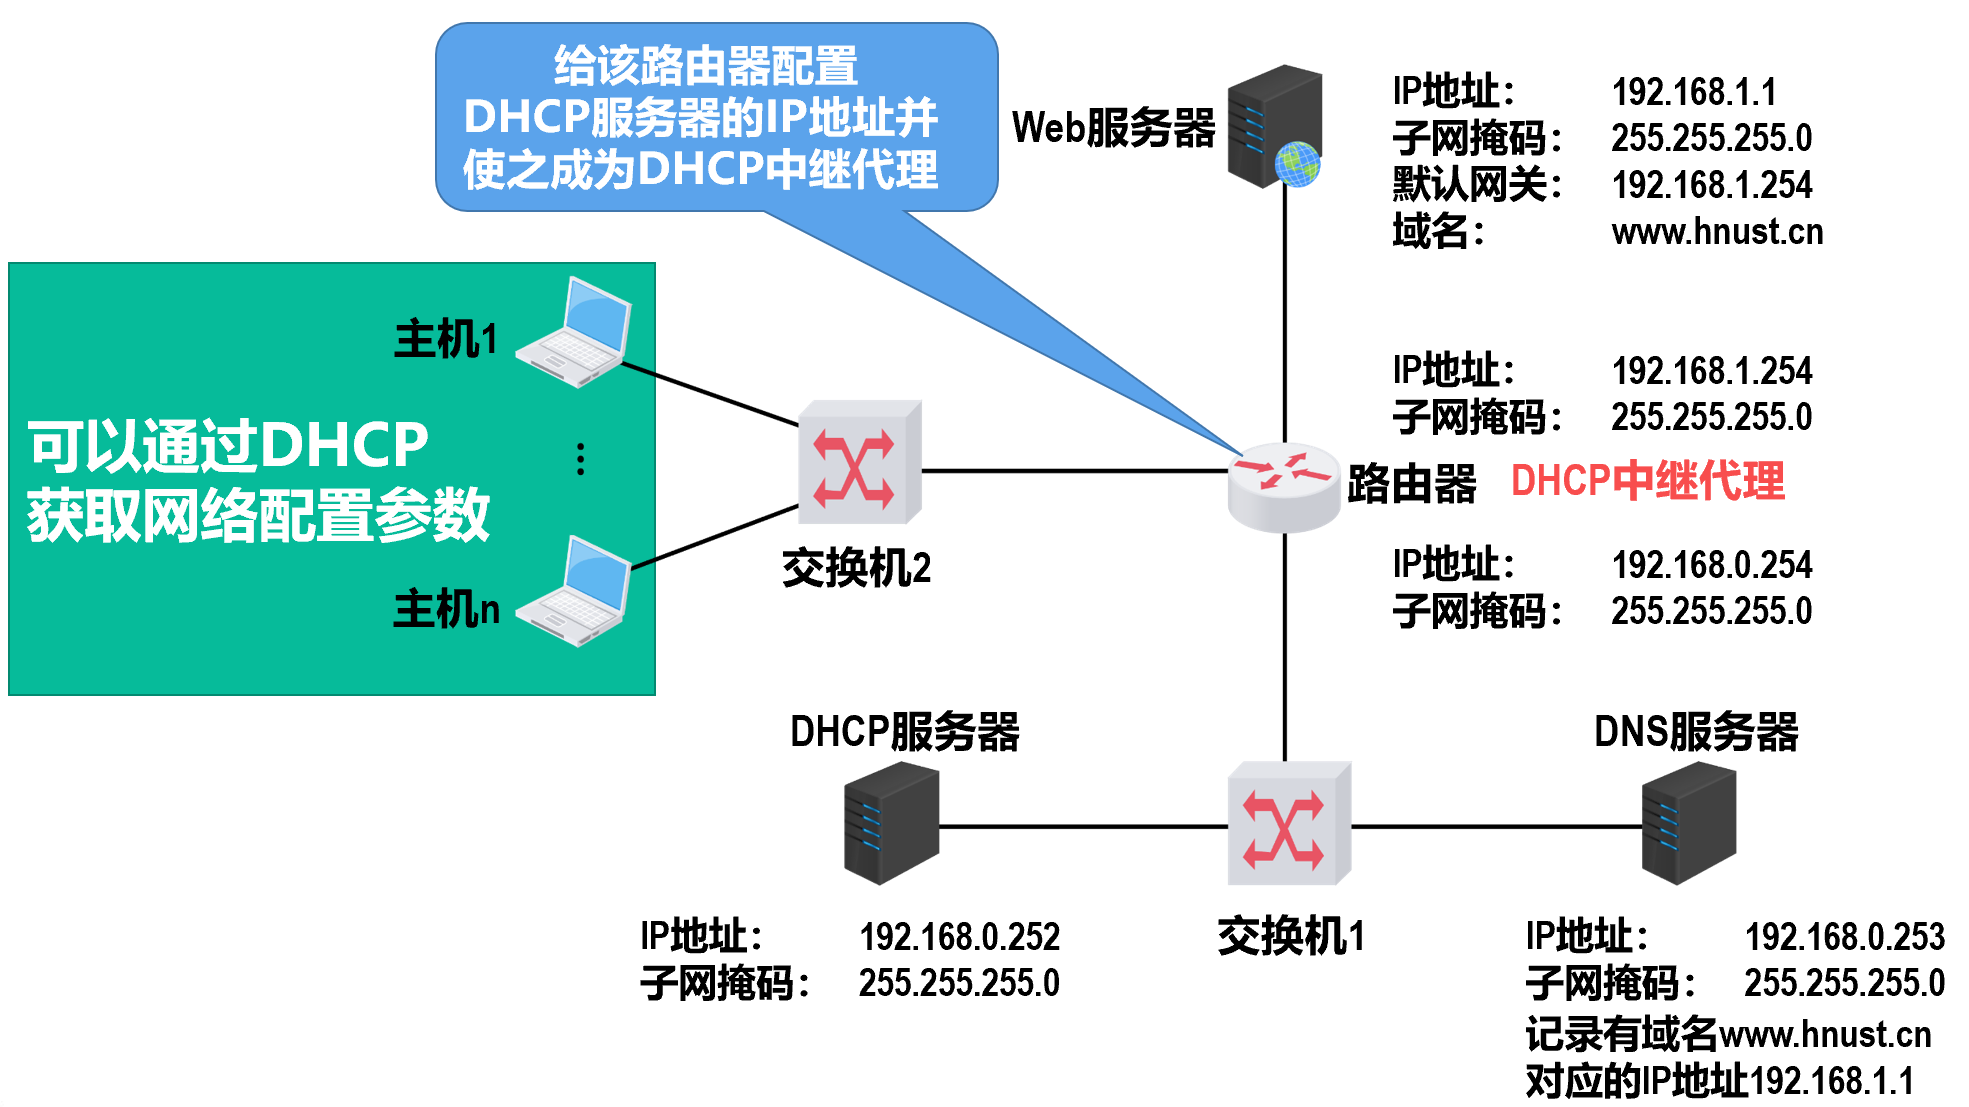 给该路由器配置
DHCP服务器的IP地址并
使之成为DHCP中继代理
Web服务器
IP地址： 192.168.1.1
子网掩码： 255.255.255.0
默认网关： 192.168.1.254
域名： www.hnust.cn
主机1
可以通过DHCP
获取网络配置参数
主机n
交换机2
IP地址： 192.168.1.254
子网掩码： 255.255.255.0
路由器 DHCP中继代理
IP地址： 192.168.0.254
子网掩码： 255.255.255.0
DHCP服务器
IP地址： 192.168.0.252
子网掩码： 255.255.255.0
交换机1
DNS服务器
IP地址： 192.168.0.253
子网掩码： 255.255.255.0
记录有域名www.hnust.cn
对应的IP地址192.168.1.1